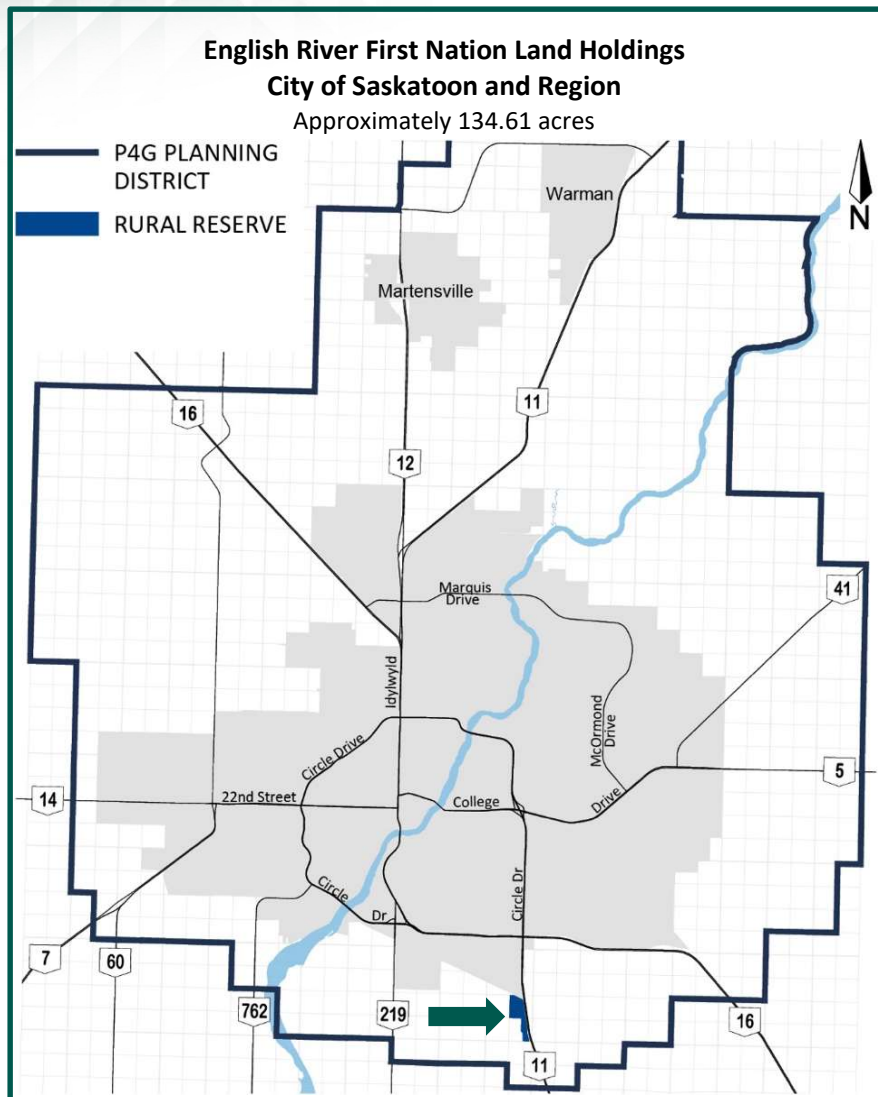 English River First Nation Land Holdings
City of Saskatoon and Region
Approximately 134.61 acres
P4G PLANNING
DISTRICT
RURAL RESERVE
N
Warman
Martensville
16
11
12
Marquis
Drive
41
Idylwyld
McOrmond
Drive
Circle Drive
5
14
22nd Street
College
Drive
Circle Dr
Circle
Dr
7
60
762
219
16
11